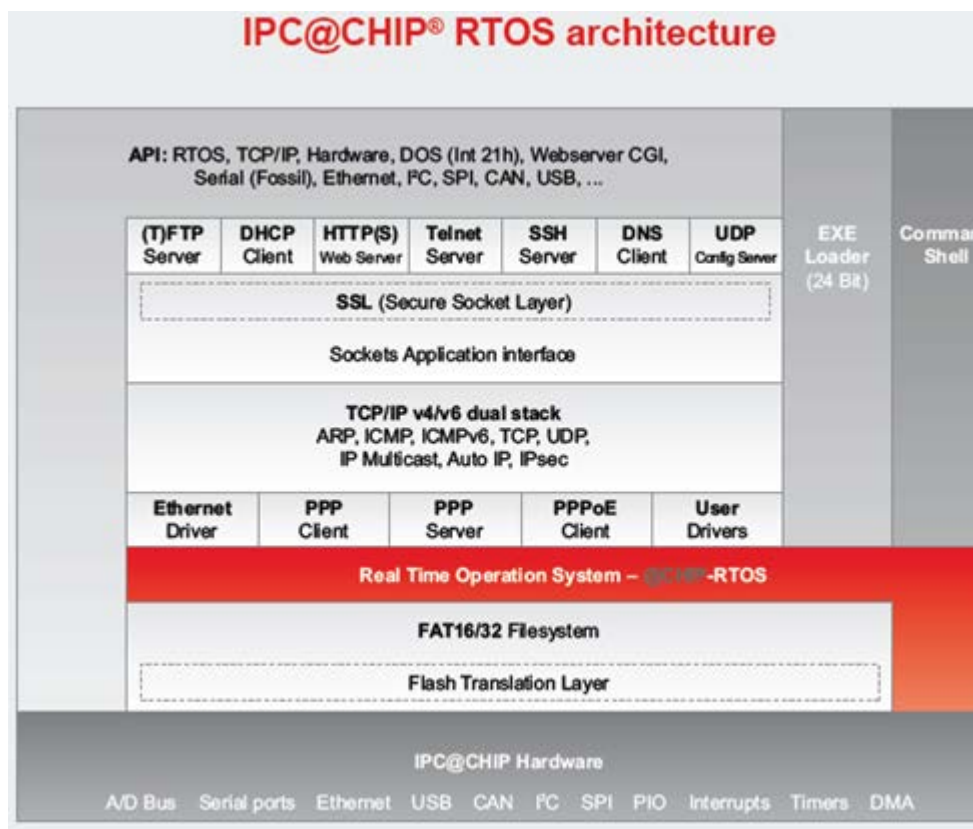 IPC@CHIP® RTOS architecture
API: RTOS, TCP/IP, Hardware, DOS (Int 21h), Webserver CGI,
Serial (Fossil), Ethernet, I²C, SPI, CAN, USB, ...
(T)FTP Server
DHCP Client
HTTP(S) Web Server
Telnet Server
SSH Server
DNS Client
UDP Config Server
EXE Loader (24 Bit)
Comman Shell
SSL (Secure Socket Layer)
Sockets Application interface
TCP/IP v4/v6 dual stack
ARP, ICMP, ICMPv6, TCP, UDP,
IP Multicast, Auto IP, IPsec
Ethernet Driver
PPP Client
PPP Server
PPPoE Client
User Drivers
Real Time Operation System – @CHIP-RTOS
FAT16/32 Filesystem
Flash Translation Layer
IPC@CHIP Hardware
A/D Bus Serial ports Ethernet USB CAN I²C SPI PIO Interrupts Timers DMA